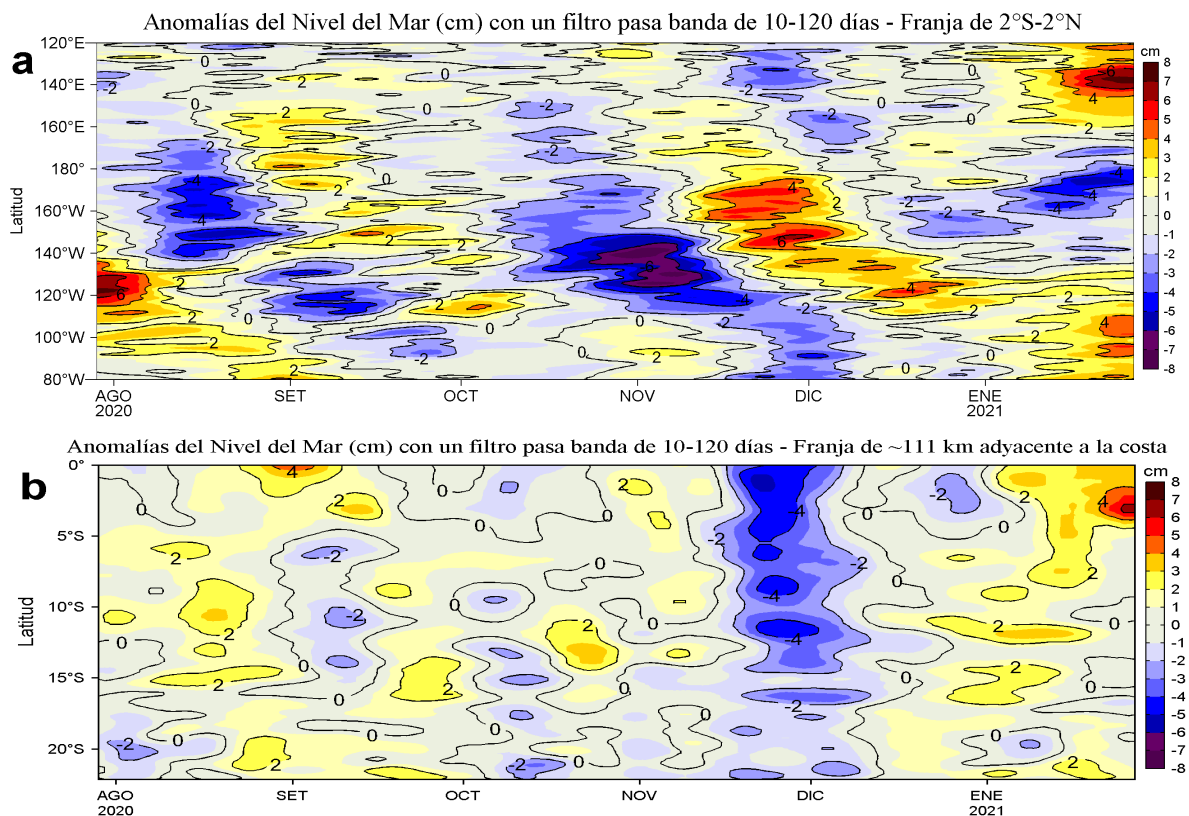 Anomalías del Nivel del Mar (cm) con un filtro pasa banda de 10-120 días - Franja de 2°S-2°N
a
cm
120°E
140°E
160°E
180°
160°W
140°W
120°W
100°W
80°W
Latitud
8
7
6
5
4
3
2
1
0
-1
-2
-3
-4
-5
-6
-7
-8
AGO SET OCT NOV DIC ENE
2020 2021
Anomalías del Nivel del Mar (cm) con un filtro pasa banda de 10-120 días - Franja de ~111 km adyacente a la costa
b
cm
0°
5°S
10°S
15°S
20°S
Latitud
8
7
6
5
4
3
2
1
0
-1
-2
-3
-4
-5
-6
-7
-8
AGO SET OCT NOV DIC ENE
2020 2021